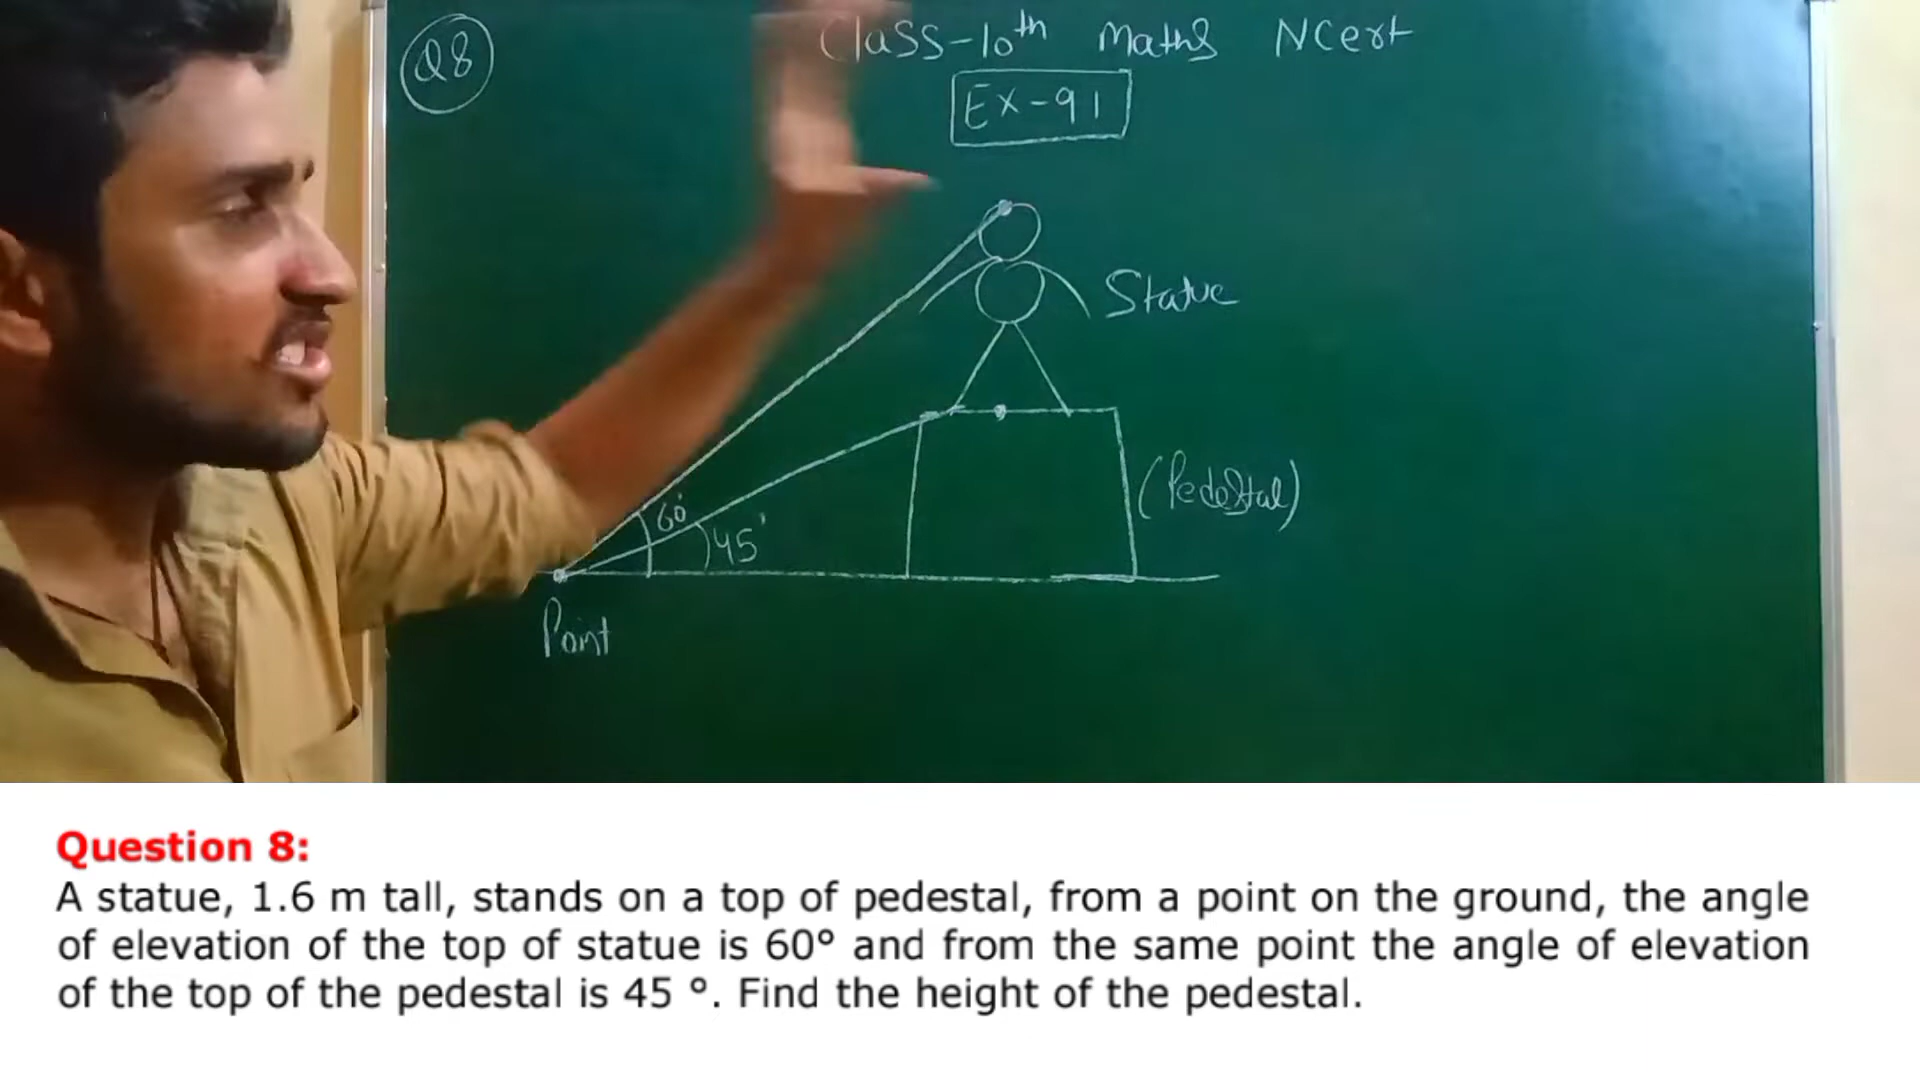 Q8
Class-10th Maths NCert
Ex-9.1
Statue
60°
45°
(Pedestal)
Point
Question 8:
A statue, 1.6 m tall, stands on a top of pedestal, from a point on the ground, the angle
of elevation of the top of statue is 60° and from the same point the angle of elevation
of the top of the pedestal is 45 °. Find the height of the pedestal.